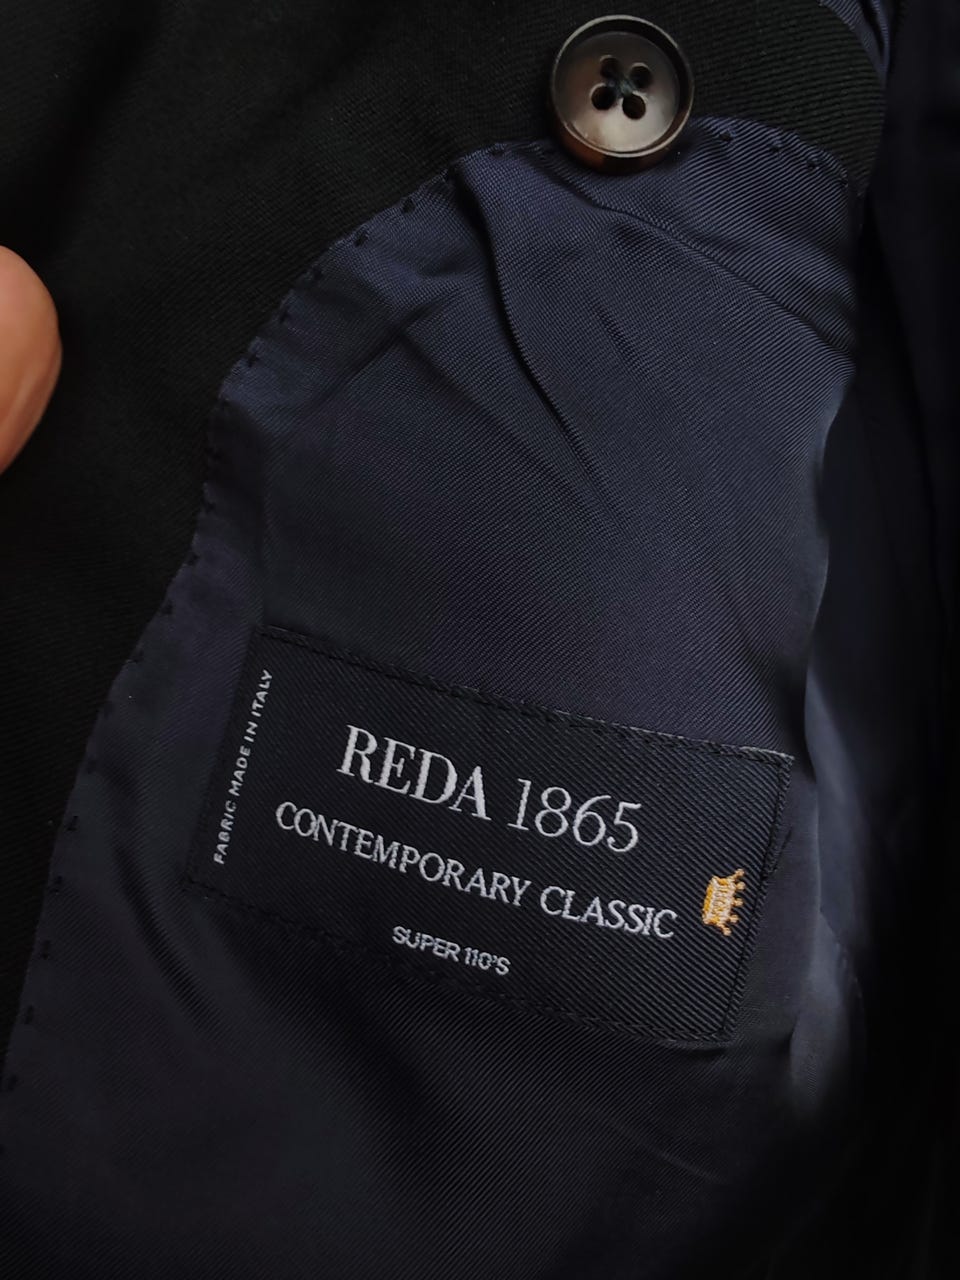 FABRIC MADE IN ITALY
REDA 1865
CONTEMPORARY CLASSIC
SUPER 110'S